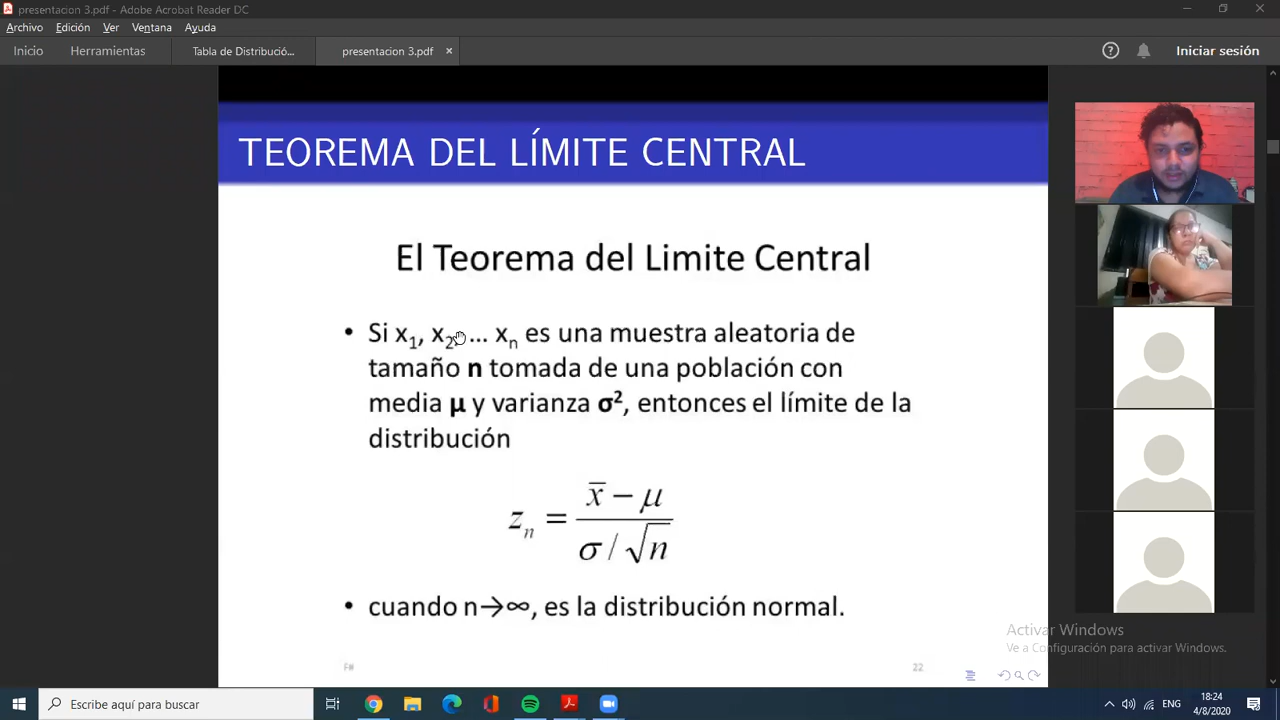 presentacion 3.pdf - Adobe Acrobat Reader DC
Archivo Edición Ver Ventana Ayuda
Inicio Herramientas Tabla de Distribució... presentacion 3.pdf × Iniciar sesión
TEOREMA DEL LÍMITE CENTRAL
El Teorema del Limite Central
• Si x₁, x₂, ... xₙ es una muestra aleatoria de
tamaño n tomada de una población con
media μ y varianza σ², entonces el límite de la
distribución
zₙ = (x̄ − μ) / (σ / √n)
• cuando n→∞, es la distribución normal.
F#
22
Activar Windows
Ve a Configuración para activar Windows.
Escribe aquí para buscar
18:24
4/8/2020